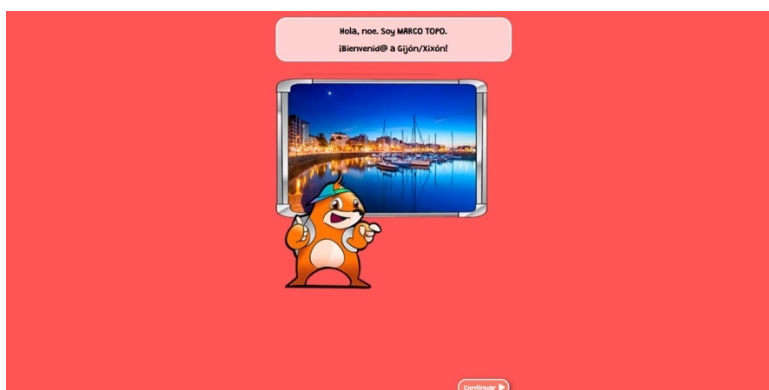 Hola, noe. Soy MARCO TOPO.
¡Bienvenid@ a Gijón/Xixón!
Continuar